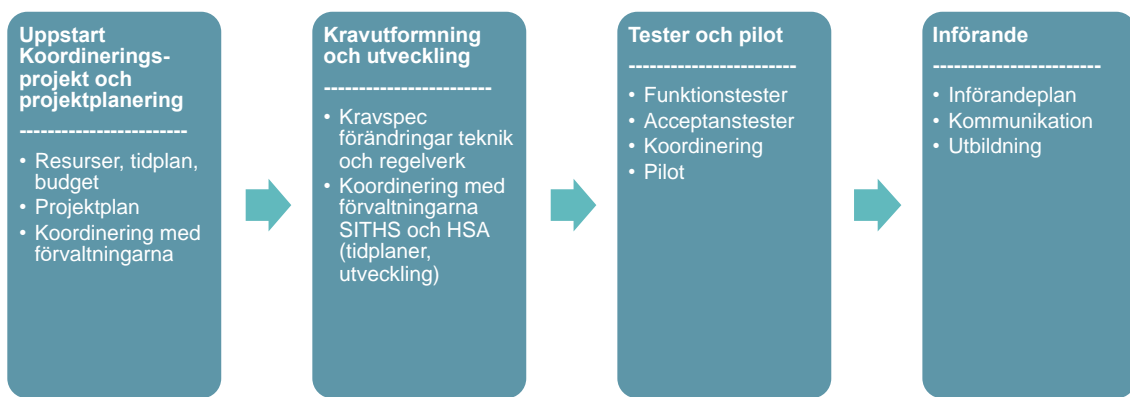 Uppstart
Koordinerings-
projekt och
projektplanering
------------------------
• Resurser, tidplan,
budget
• Projektplan
• Koordinering med
förvaltningarna
Kravutformning
och utveckling
------------------------
• Kravspec
förändringar teknik
och regelverk
• Koordinering med
förvaltningarna
SITHS och HSA
(tidplaner,
utveckling)
Tester och pilot
------------------------
• Funktionstester
• Acceptanstester
• Koordinering
• Pilot
Införande
------------------------
• Införandeplan
• Kommunikation
• Utbildning